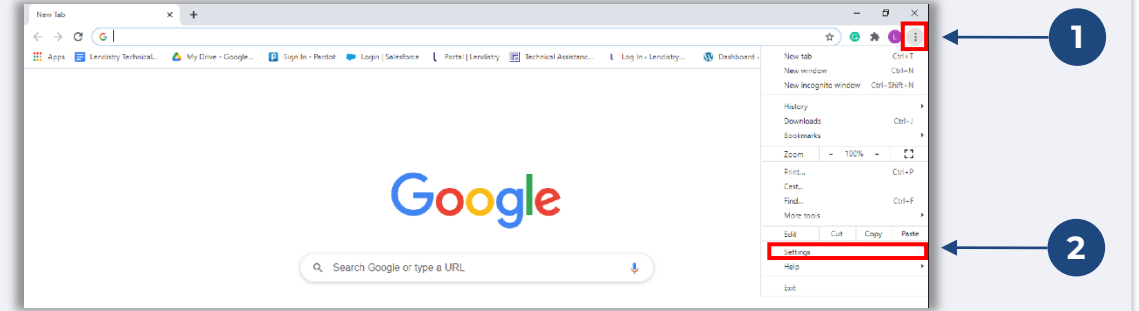 New Tab
G
Apps Lendistry Technical... My Drive - Google... Sign In - Pardot Login | Salesforce Portal | Lendistry Technical Assistanc... Log In ‹ Lendistry... Dashboard ‹
L
1
New tab Ctrl+T
New window Ctrl+N
New incognito window Ctrl+Shift+N
History
Downloads Ctrl+J
Bookmarks
Zoom - 100% +
Print... Ctrl+P
Cast...
Find... Ctrl+F
More tools
Edit Cut Copy Paste
Settings
Help
Exit
2
Google
Search Google or type a URL